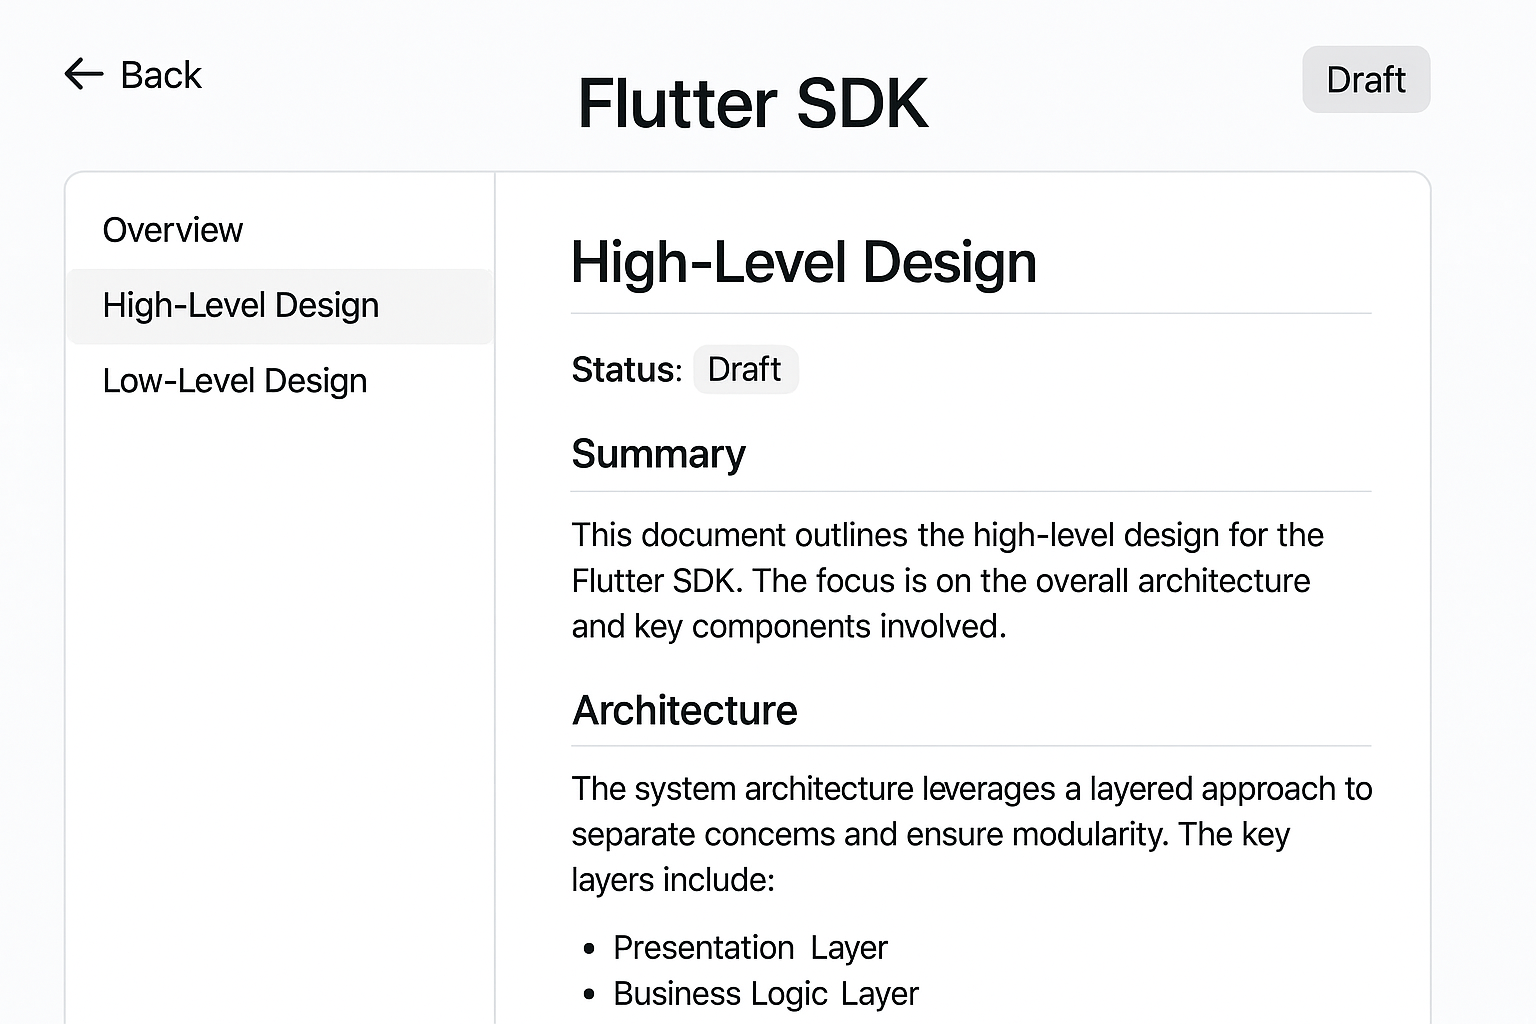 ← Back
Flutter SDK
Draft
Overview
High-Level Design
Low-Level Design
High-Level Design
Status: Draft
Summary
This document outlines the high-level design for the
Flutter SDK. The focus is on the overall architecture
and key components involved.
Architecture
The system architecture leverages a layered approach to
separate concems and ensure modularity. The key
layers include:
• Presentation Layer
• Business Logic Layer